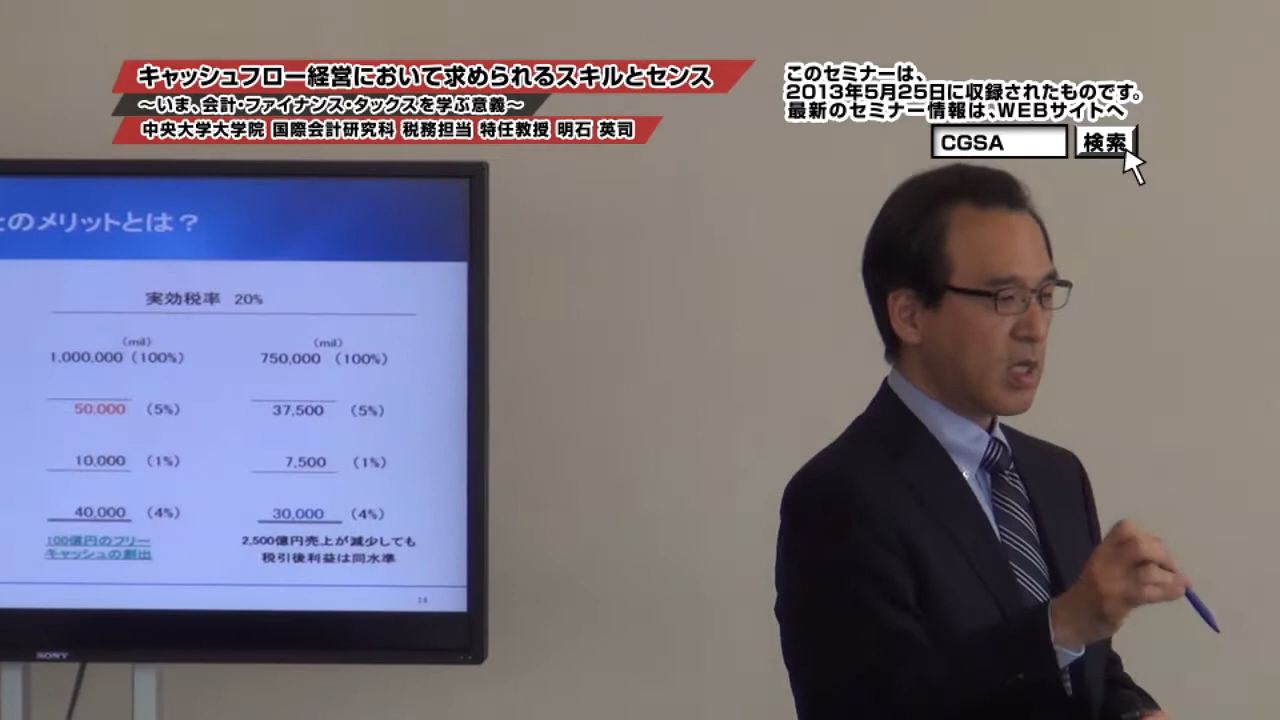 キャッシュフロー経営において求められるスキルとセンス
～いま、会計・ファイナンス・タックスを学ぶ意義～
中央大学大学院 国際会計研究科 税務担当 特任教授 明石 英司
このセミナーは、
2013年5月25日に収録されたものです。
最新のセミナー情報は、WEBサイトへ
CGSA 検索
のメリットとは？
実効税率 20%
(mil) (mil)
1,000,000 (100%) 750,000 (100%)
50,000 (5%) 37,500 (5%)
10,000 (1%) 7,500 (1%)
40,000 (4%) 30,000 (4%)
100億円のフリー
キャッシュの創出
2,500億円売上が減少しても
税引後利益は同水準
SONY